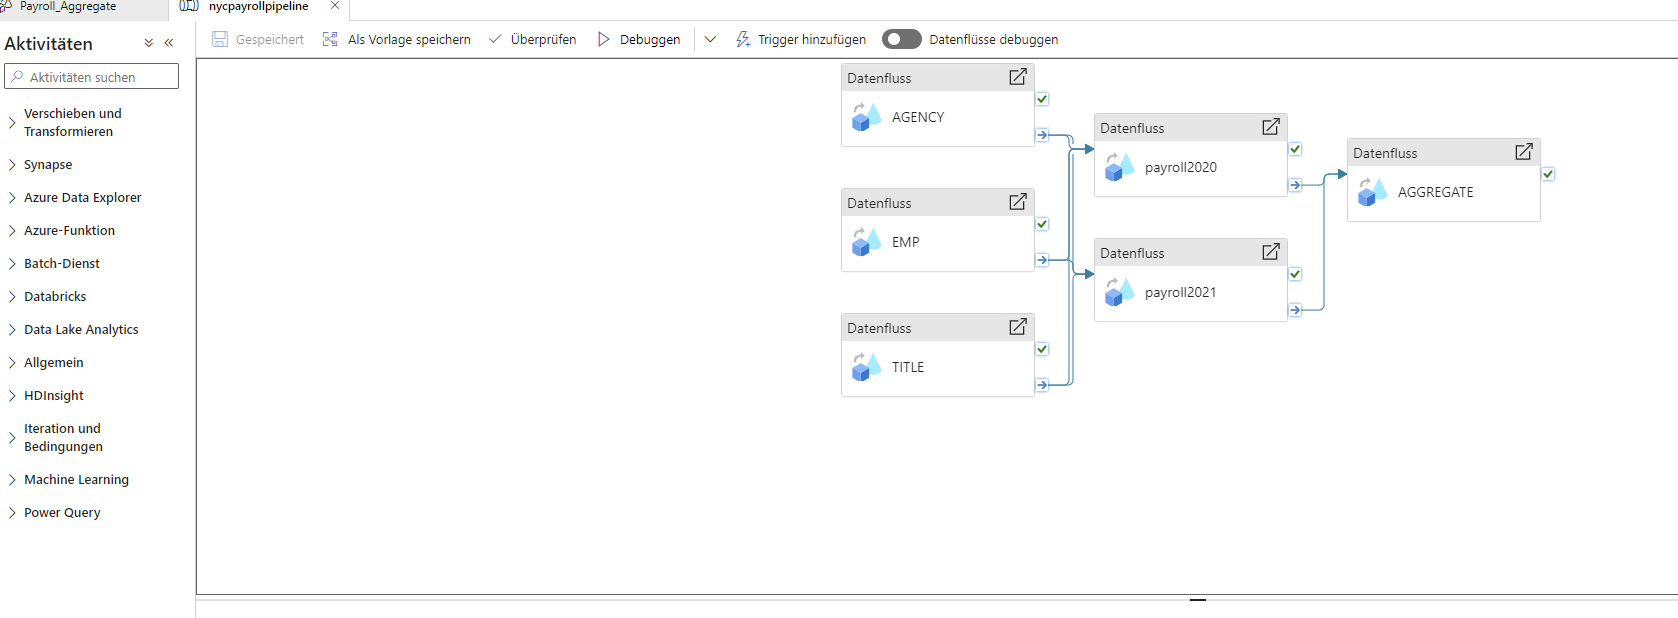 Payroll_Aggregate
nycpayrollpipeline
Aktivitäten
Gespeichert
Als Vorlage speichern
Überprüfen
Debuggen
Trigger hinzufügen
Datenflüsse debuggen
Aktivitäten suchen
Verschieben und
Transformieren
Synapse
Azure Data Explorer
Azure-Funktion
Batch-Dienst
Databricks
Data Lake Analytics
Allgemein
HDInsight
Iteration und
Bedingungen
Machine Learning
Power Query
Datenfluss
AGENCY
Datenfluss
EMP
Datenfluss
TITLE
Datenfluss
payroll2020
Datenfluss
payroll2021
Datenfluss
AGGREGATE